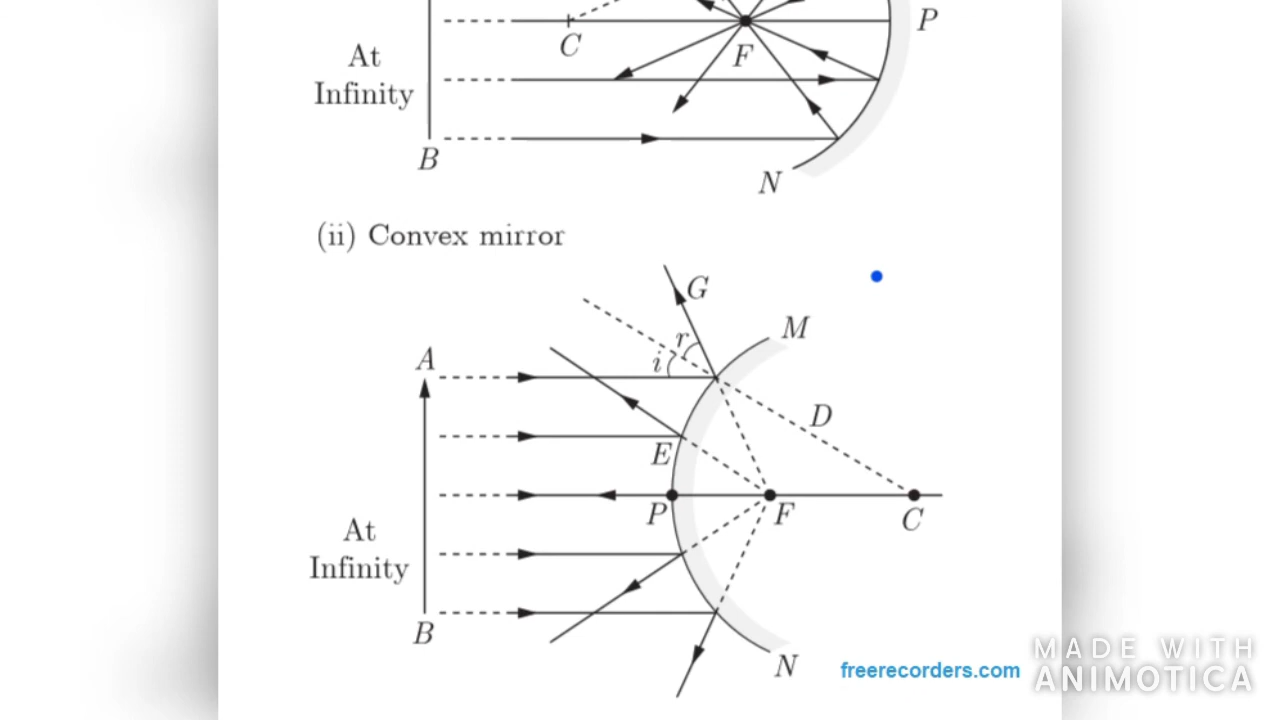 P
C
F
At
Infinity
B
N
(ii) Convex mirror
G
M
r
i
A
D
E
P
F
C
At
Infinity
B
N
freerecorders.com
MADE WITH
ANIMOTICA